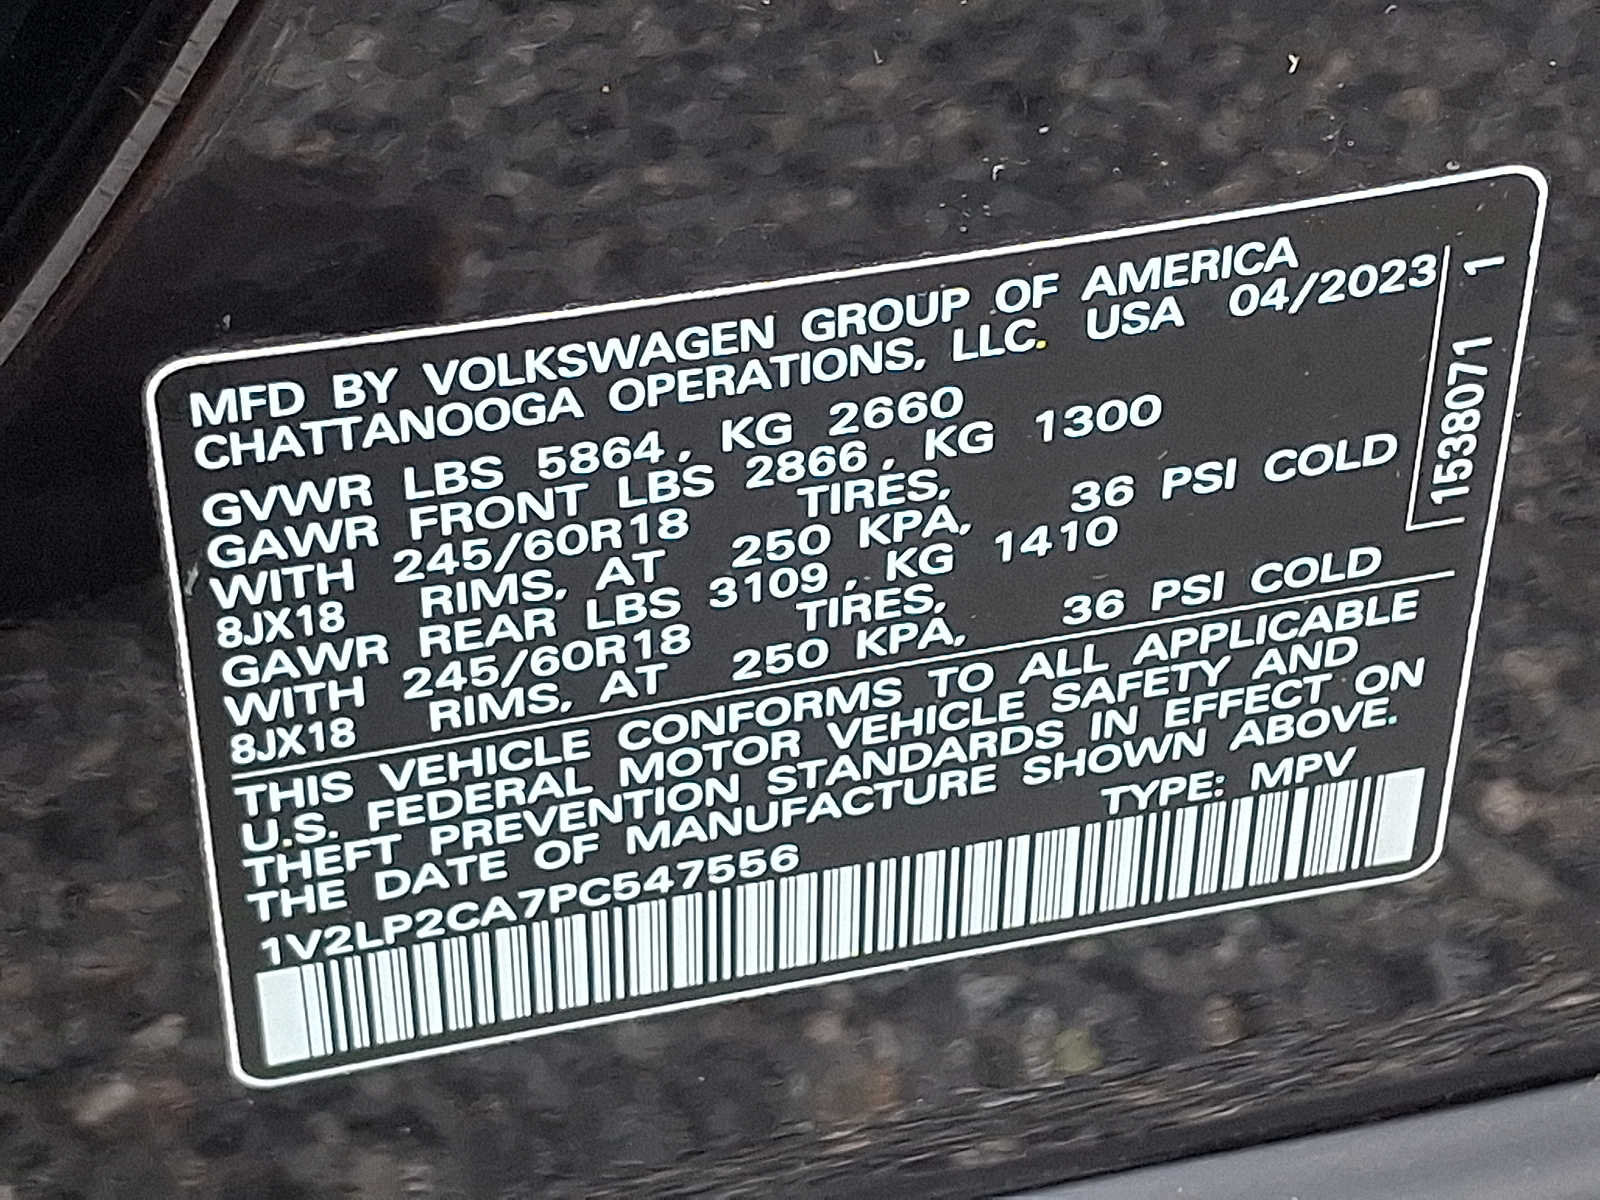 MFD BY VOLKSWAGEN GROUP OF AMERICA
CHATTANOOGA OPERATIONS, LLC. USA 04/2023
GVWR LBS 5864, KG 2660
GAWR FRONT LBS 2866, KG 1300
WITH 245/60R18 TIRES,
8JX18 RIMS, AT 250 KPA, 36 PSI COLD
GAWR REAR LBS 3109, KG 1410
WITH 245/60R18 TIRES,
8JX18 RIMS, AT 250 KPA, 36 PSI COLD
THIS VEHICLE CONFORMS TO ALL APPLICABLE
U.S. FEDERAL MOTOR VEHICLE SAFETY AND
THEFT PREVENTION STANDARDS IN EFFECT ON
THE DATE OF MANUFACTURE SHOWN ABOVE.
1V2LP2CA7PC547556 TYPE: MPV
1538071 1